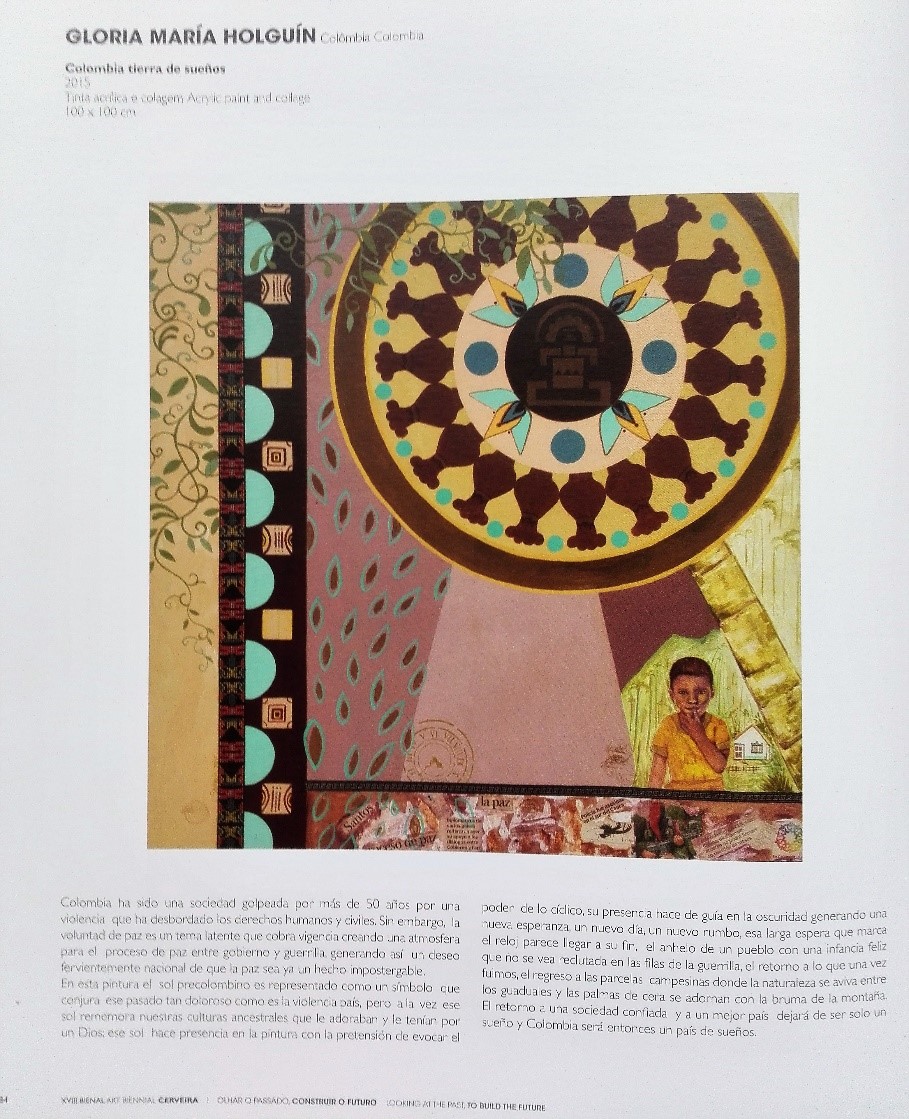 GLORIA MARÍA HOLGUÍN Colômbia Colombia
Colombia tierra de sueños
2015
Tinta acrílica e colagem Acrylic paint and collage
100 x 100 cm
Santos
la paz
Colombia ha sido una sociedad golpeada por más de 50 años por una
violencia que ha desbordado los derechos humanos y civiles. Sin embargo, la
voluntad de paz es un tema latente que cobra vigencia creando una atmosfera
para el proceso de paz entre gobierno y guerrilla, generando así un deseo
fervientemente nacional de que la paz sea ya un hecho impostergable.
En esta pintura el sol precolombino es representado como un símbolo que
conjura ese pasado tan doloroso como es la violencia país, pero a la vez ese
sol rememora nuestras culturas ancestrales que le adoraban y le tenían por
un Dios; ese sol hace presencia en la pintura con la pretensión de evocar el
poder de lo cíclico, su presencia hace de guía en la oscuridad generando una
nueva esperanza, un nuevo día, un nuevo rumbo, esa larga espera que marca
el reloj parece llegar a su fin, el anhelo de un pueblo con una infancia feliz
que no se vea reclutada en las filas de la guerrilla, el retorno a lo que una vez
fuimos, el regreso a las parcelas campesinas donde la naturaleza se aviva entre
los guaduales y las palmas de cera se adornan con la bruma de la montaña.
El retorno a una sociedad confiada y a un mejor país dejará de ser solo un
sueño y Colombia será entonces un país de sueños.
84 XVIII BIENAL ART BIENNIAL CERVEIRA | OLHAR O PASSADO, CONSTRUIR O FUTURO LOOKING AT THE PAST, TO BUILD THE FUTURE